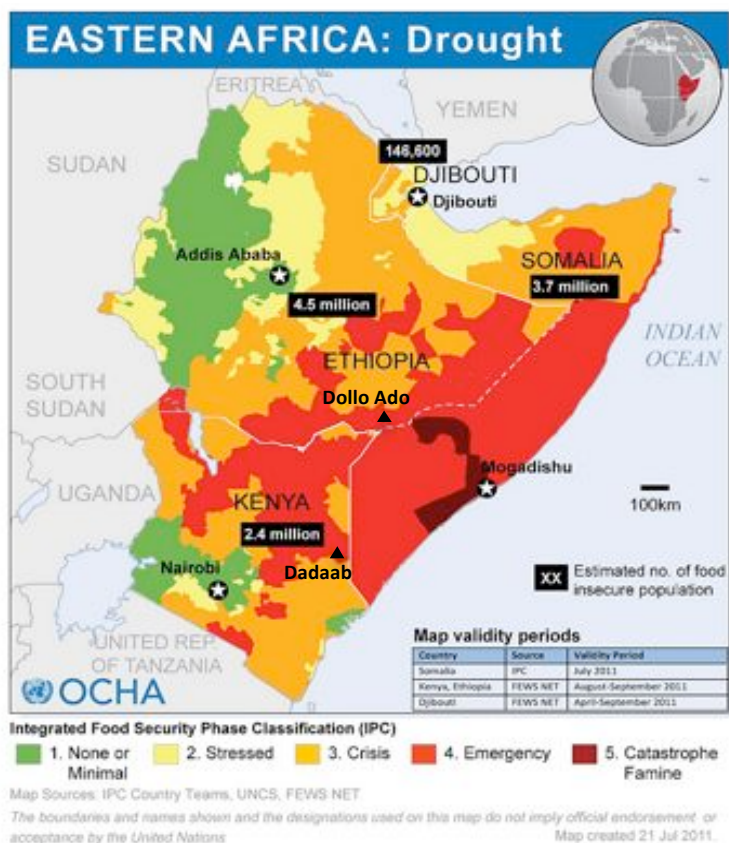 EASTERN AFRICA: Drought
ERITREA
YEMEN
SUDAN
146,600
DJIBOUTI
Djibouti
Addis Ababa
SOMALIA
3.7 million
4.5 million
INDIAN
OCEAN
ETHIOPIA
SOUTH
SUDAN
Dollo Ado
Mogadishu
UGANDA
KENYA
100km
2.4 million
Nairobi
Dadaab
XX Estimated no. of food
insecure population
UNITED REP.
OF TANZANIA
Map validity periods
Country Source Validity Period
Somalia IPC July 2011
Kenya, Ethiopia FEWS NET August-September 2011
Djibouti FEWS NET April-September 2011
OCHA
Integrated Food Security Phase Classification (IPC)
1. None or
Minimal
2. Stressed
3. Crisis
4. Emergency
5. Catastrophe
Famine
Map Sources: IPC Country Teams, UNCS, FEWS NET
The boundaries and names shown and the designations used on this map do not imply official endorsement or
acceptance by the United Nations
Map created 21 Jul 2011.